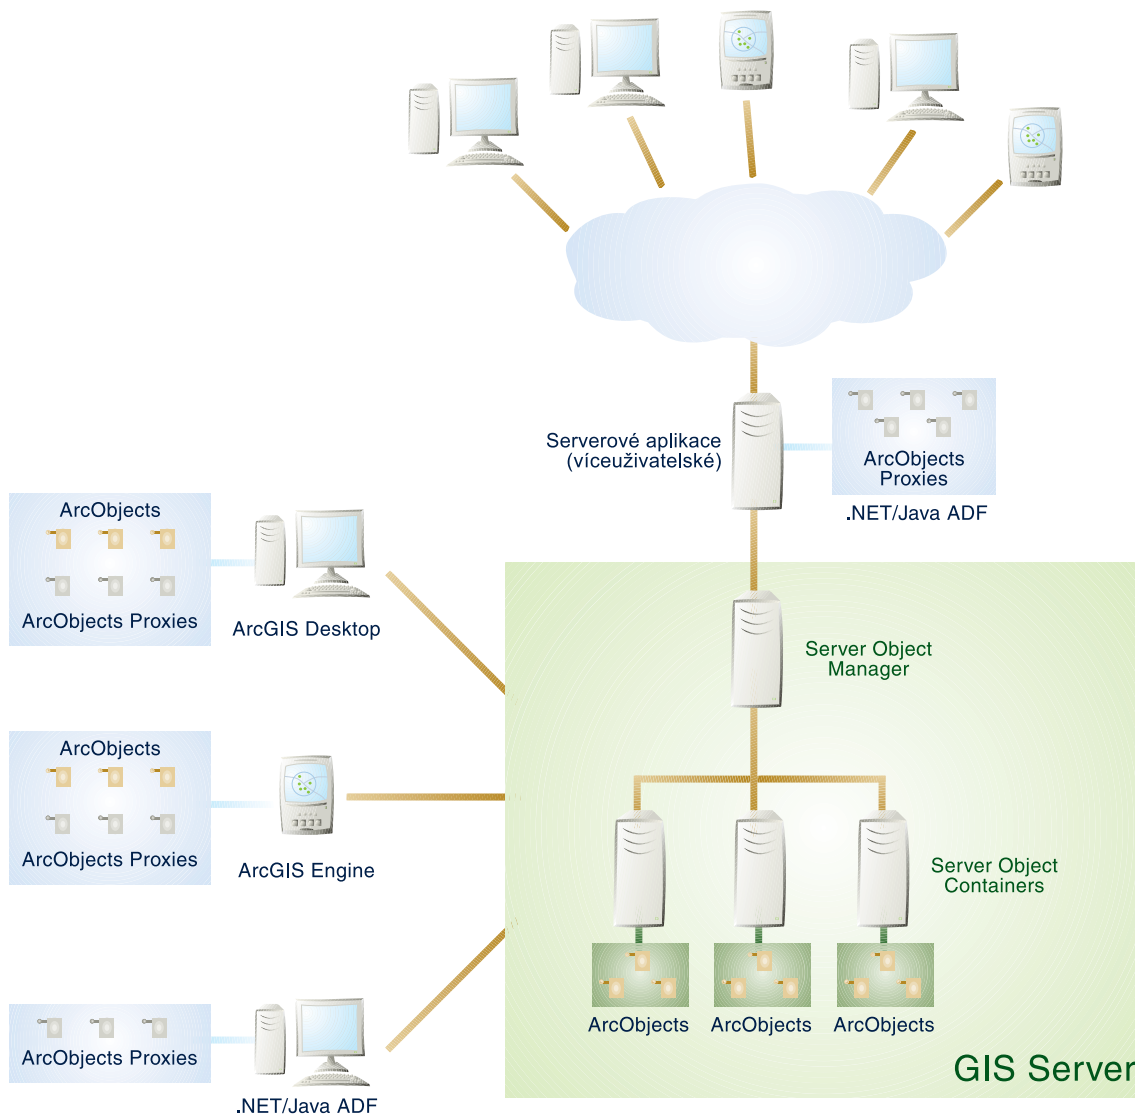 Serverové aplikace
(víceuživatelské)
ArcObjects
Proxies
.NET/Java ADF
ArcObjects
ArcObjects Proxies
ArcGIS Desktop
Server Object
Manager
ArcObjects
ArcObjects Proxies
ArcGIS Engine
Server Object
Containers
ArcObjects
ArcObjects
ArcObjects
ArcObjects Proxies
.NET/Java ADF
GIS Server